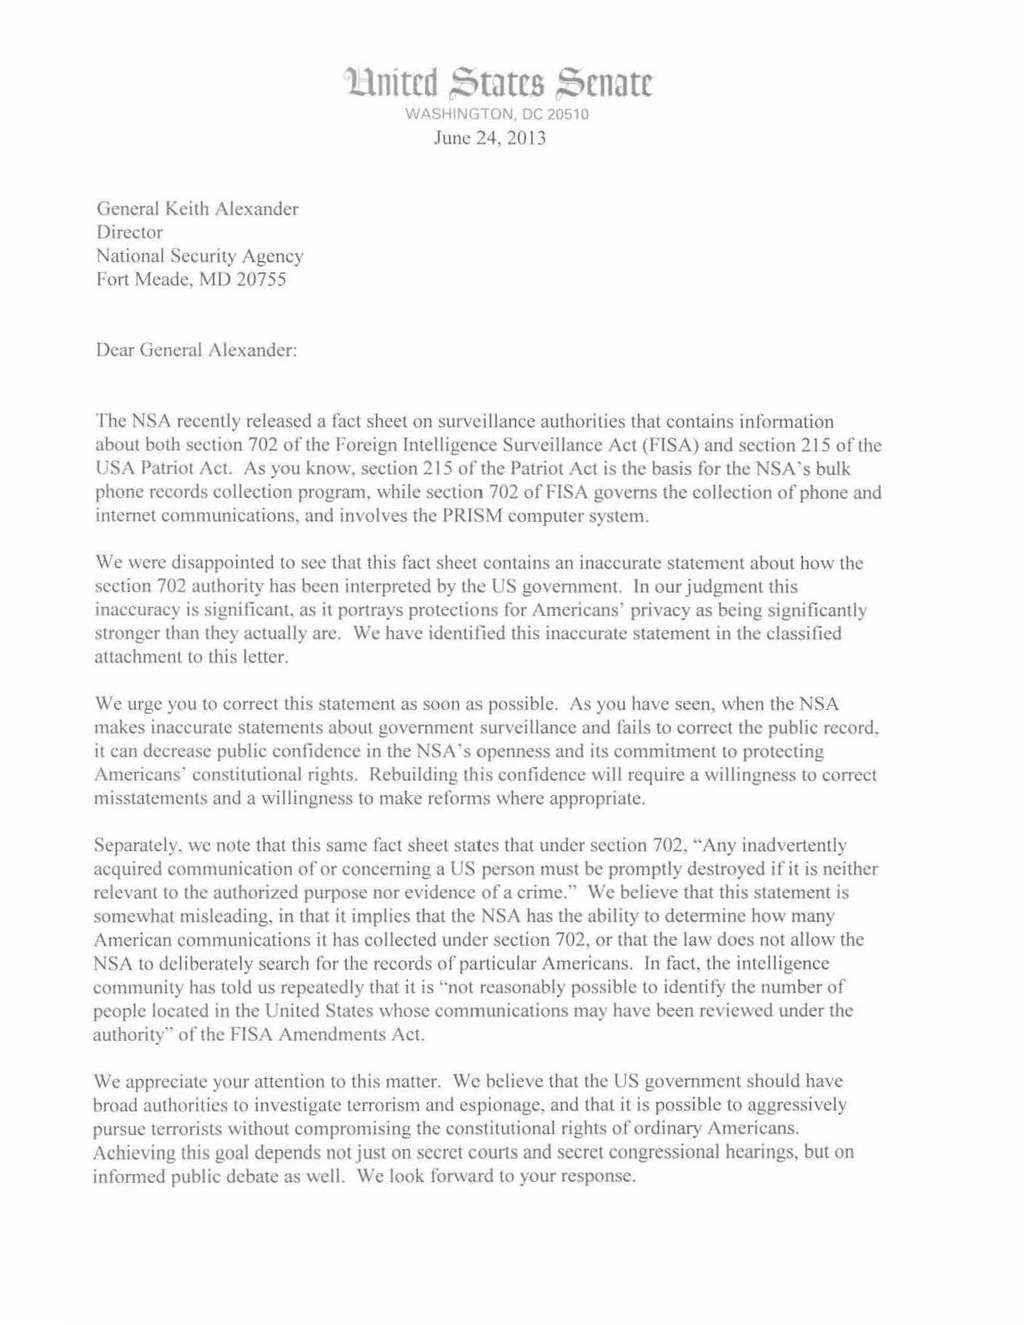 United States Senate
WASHINGTON, DC 20510
June 24, 2013
General Keith Alexander
Director
National Security Agency
Fort Meade, MD 20755
Dear General Alexander:
The NSA recently released a fact sheet on surveillance authorities that contains information
about both section 702 of the Foreign Intelligence Surveillance Act (FISA) and section 215 of the
USA Patriot Act. As you know, section 215 of the Patriot Act is the basis for the NSA's bulk
phone records collection program, while section 702 of FISA governs the collection of phone and
internet communications, and involves the PRISM computer system.
We were disappointed to see that this fact sheet contains an inaccurate statement about how the
section 702 authority has been interpreted by the US government. In our judgment this
inaccuracy is significant, as it portrays protections for Americans' privacy as being significantly
stronger than they actually are. We have identified this inaccurate statement in the classified
attachment to this letter.
We urge you to correct this statement as soon as possible. As you have seen, when the NSA
makes inaccurate statements about government surveillance and fails to correct the public record,
it can decrease public confidence in the NSA's openness and its commitment to protecting
Americans' constitutional rights. Rebuilding this confidence will require a willingness to correct
misstatements and a willingness to make reforms where appropriate.
Separately, we note that this same fact sheet states that under section 702, "Any inadvertently
acquired communication of or concerning a US person must be promptly destroyed if it is neither
relevant to the authorized purpose nor evidence of a crime." We believe that this statement is
somewhat misleading, in that it implies that the NSA has the ability to determine how many
American communications it has collected under section 702, or that the law does not allow the
NSA to deliberately search for the records of particular Americans. In fact, the intelligence
community has told us repeatedly that it is "not reasonably possible to identify the number of
people located in the United States whose communications may have been reviewed under the
authority" of the FISA Amendments Act.
We appreciate your attention to this matter. We believe that the US government should have
broad authorities to investigate terrorism and espionage, and that it is possible to aggressively
pursue terrorists without compromising the constitutional rights of ordinary Americans.
Achieving this goal depends not just on secret courts and secret congressional hearings, but on
informed public debate as well. We look forward to your response.